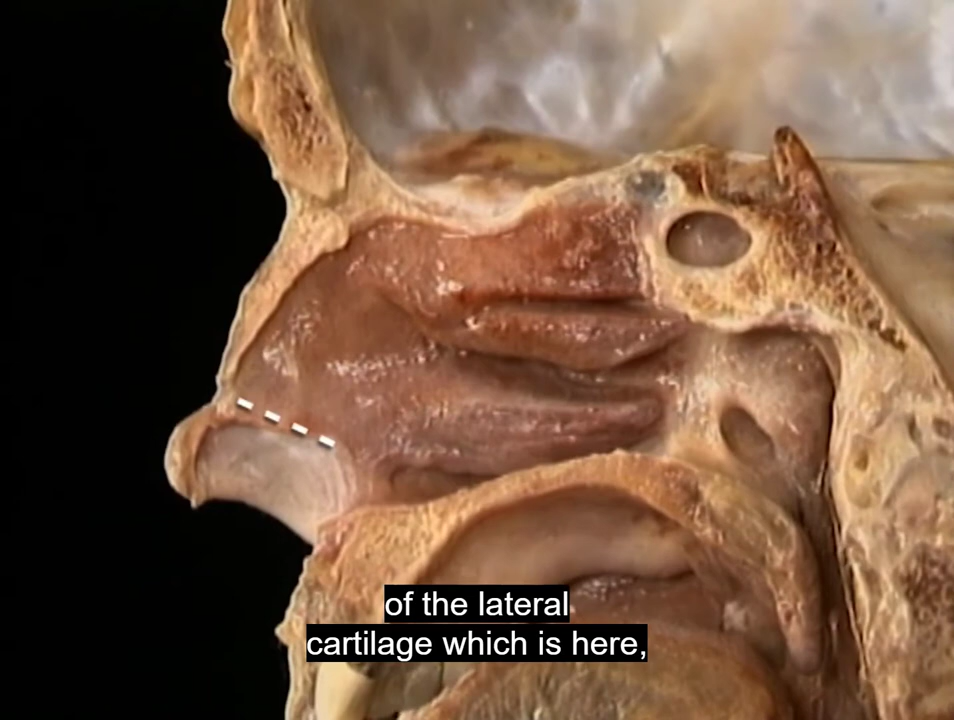 of the lateral
cartilage which is here,